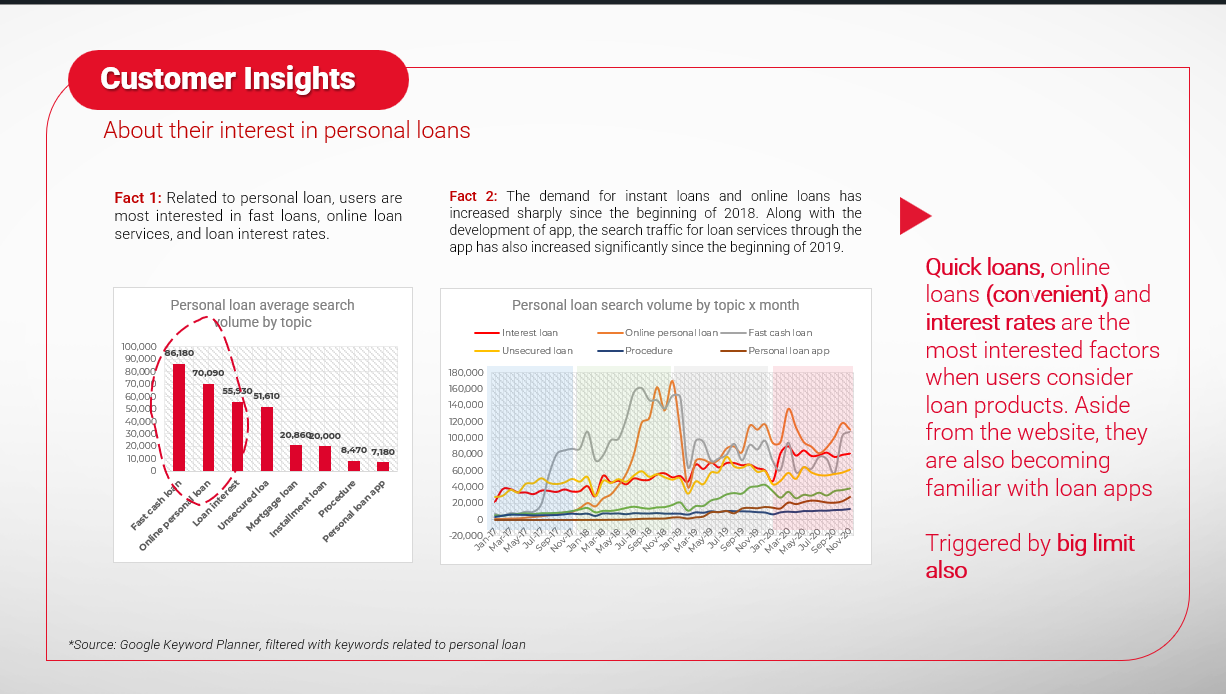 Customer Insights
About their interest in personal loans
Fact 1: Related to personal loan, users are
most interested in fast loans, online loan
services, and loan interest rates.
Fact 2: The demand for instant loans and online loans has
increased sharply since the beginning of 2018. Along with the
development of app, the search traffic for loan services through the
app has also increased significantly since the beginning of 2019.
Personal loan average search
volume by topic
100,000
90,000
80,000
70,000
60,000
50,000
40,000
30,000
20,000
10,000
0
86,180
70,090
55,930
51,610
20,860
20,000
8,470
7,180
Fast cash loan
Online personal loan
Loan interest
Unsecured loa
Mortgage loan
Installment loan
Procedure
Personal loan app
Personal loan search volume by topic x month
Interest loan
Online personal loan
Fast cash loan
Unsecured loan
Procedure
Personal loan app
180,000
160,000
140,000
120,000
100,000
80,000
60,000
40,000
20,000
0
-20,000
Jan-17
Mar-17
May-17
Jul-17
Sep-17
Nov-17
Jan-18
Mar-18
May-18
Jul-18
Sep-18
Nov-18
Jan-19
Mar-19
May-19
Jul-19
Sep-19
Nov-19
Jan-20
Mar-20
May-20
Jul-20
Sep-20
Nov-20
Quick loans, online
loans (convenient) and
interest rates are the
most interested factors
when users consider
loan products. Aside
from the website, they
are also becoming
familiar with loan apps
Triggered by big limit
also
*Source: Google Keyword Planner, filtered with keywords related to personal loan